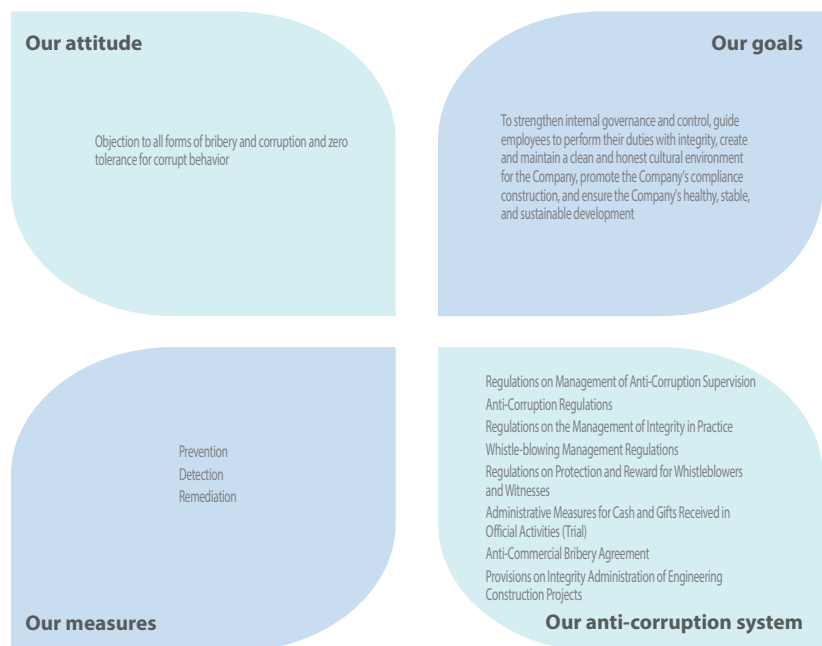 Our attitude
Objection to all forms of bribery and corruption and zero
tolerance for corrupt behavior
Our goals
To strengthen internal governance and control, guide
employees to perform their duties with integrity, create
and maintain a clean and honest cultural environment
for the Company, promote the Company's compliance
construction, and ensure the Company's healthy, stable,
and sustainable development
Prevention
Detection
Remediation
Our measures
Regulations on Management of Anti-Corruption Supervision
Anti-Corruption Regulations
Regulations on the Management of Integrity in Practice
Whistle-blowing Management Regulations
Regulations on Protection and Reward for Whistleblowers
and Witnesses
Administrative Measures for Cash and Gifts Received in
Official Activities (Trial)
Anti-Commercial Bribery Agreement
Provisions on Integrity Administration of Engineering
Construction Projects
Our anti-corruption system